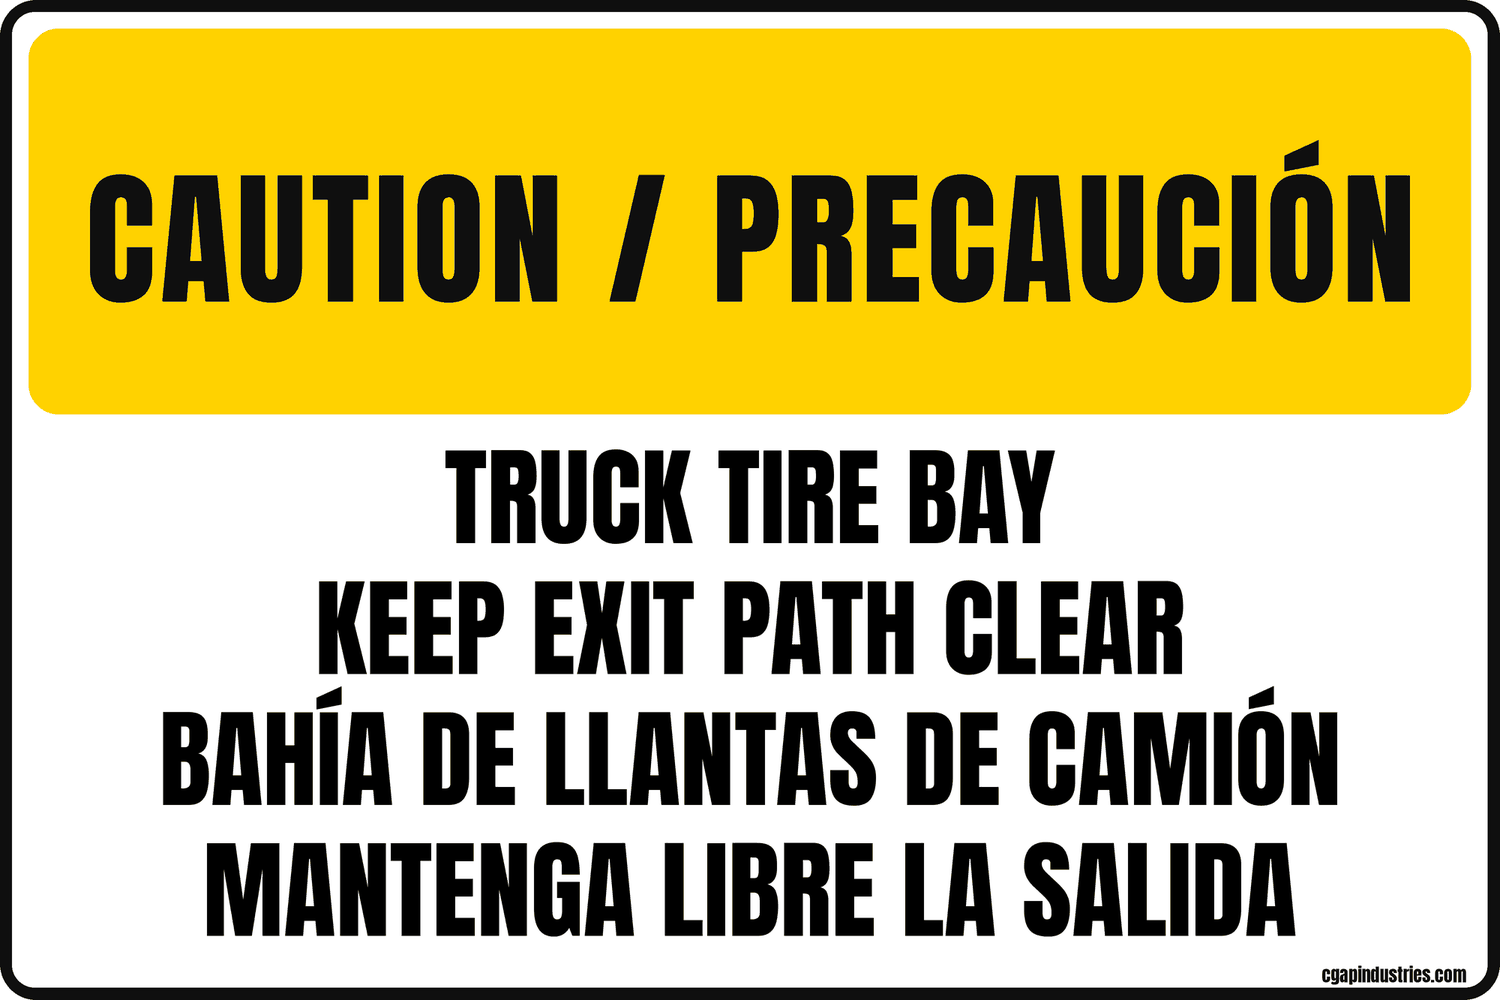 CAUTION / PRECAUCIÓN
TRUCK TIRE BAY
KEEP EXIT PATH CLEAR
BAHÍA DE LLANTAS DE CAMIÓN
MANTENGA LIBRE LA SALIDA
cgapindustries.com